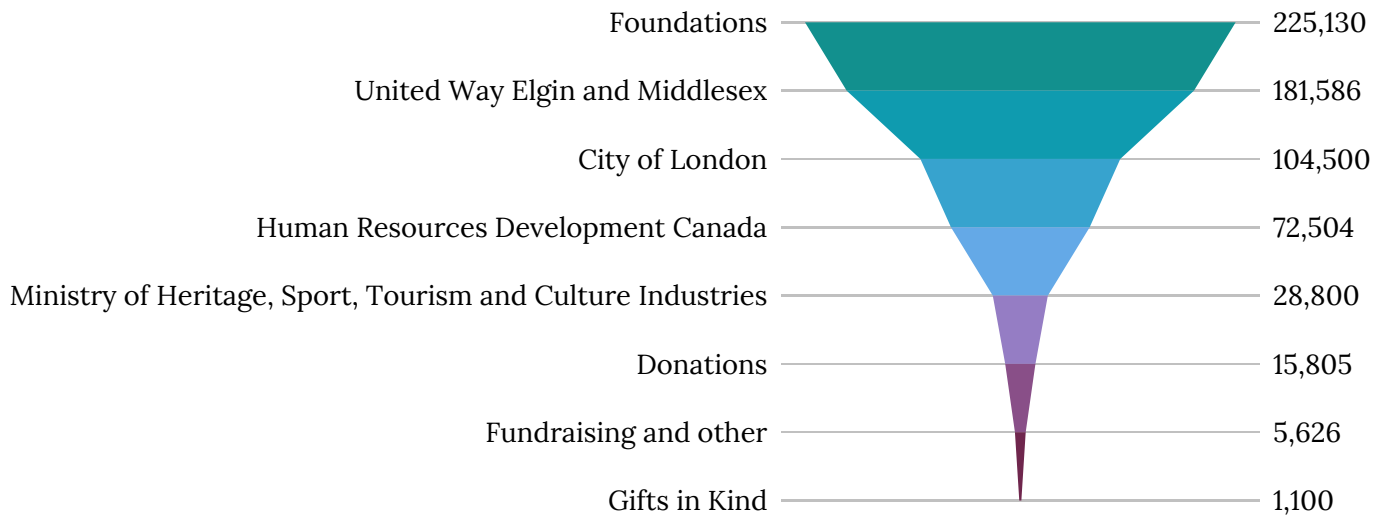 Foundations 225,130
United Way Elgin and Middlesex 181,586
City of London 104,500
Human Resources Development Canada 72,504
Ministry of Heritage, Sport, Tourism and Culture Industries 28,800
Donations 15,805
Fundraising and other 5,626
Gifts in Kind 1,100